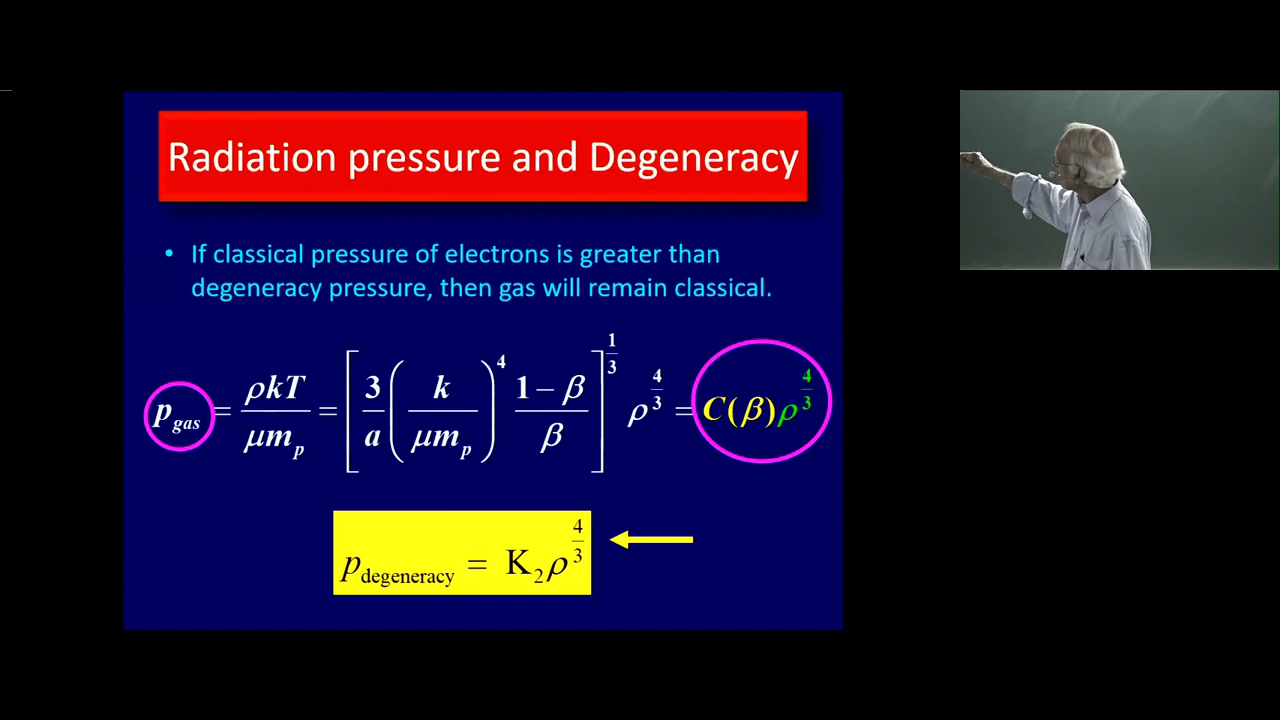 Radiation pressure and Degeneracy
• If classical pressure of electrons is greater than
degeneracy pressure, then gas will remain classical.
p_gas = ρkT/μm_p = [3/a (k/μm_p)^4 (1−β)/β]^(1/3) ρ^(4/3) = C(β)ρ^(4/3)
p_degeneracy = K_2 ρ^(4/3)